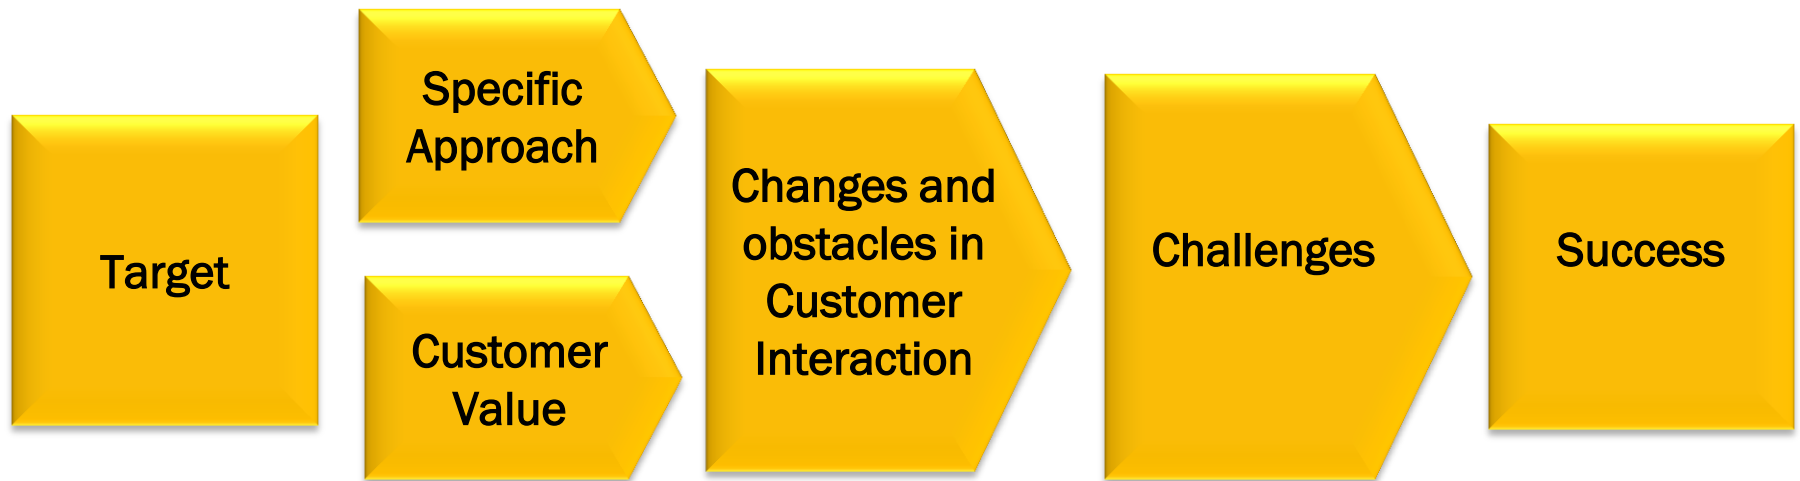 Target
Specific
Approach
Customer
Value
Changes and
obstacles in
Customer
Interaction
Challenges
Success